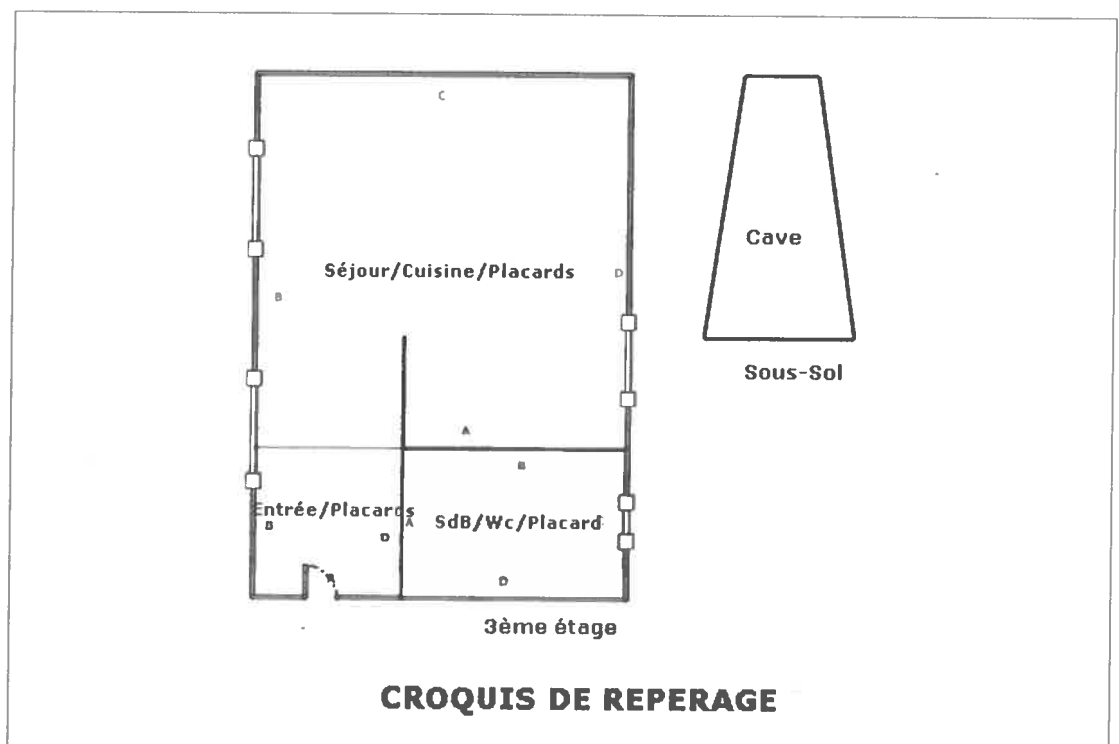 C
Cave
Séjour/Cuisine/Placards
D
B
Sous-Sol
A
B
Entrée/Placards
B
D
A
SdB/Wc/Placard
D
3ème étage
CROQUIS DE REPERAGE